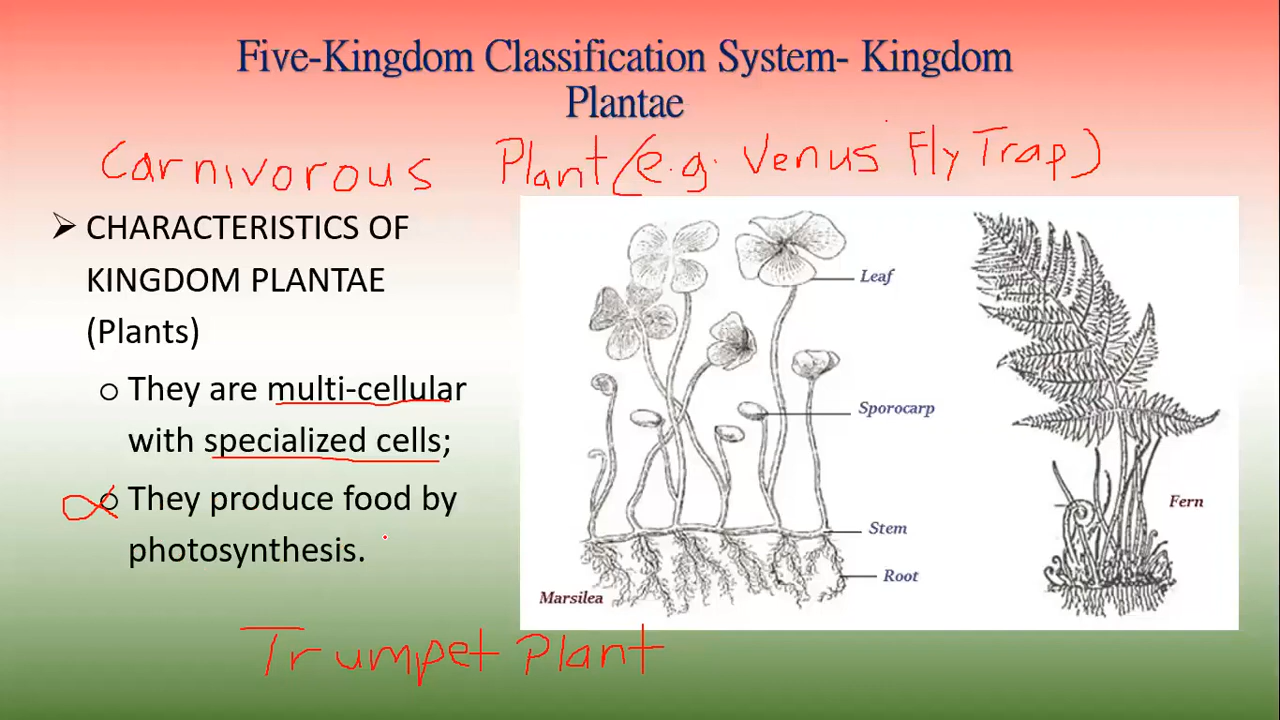 Five-Kingdom Classification System- Kingdom
Plantae
Carnivorous Plant (e.g. Venus Fly Trap)
➢ CHARACTERISTICS OF
KINGDOM PLANTAE
(Plants)
o They are multi-cellular
with specialized cells;
o They produce food by
photosynthesis.
Leaf
Sporocarp
Stem
Root
Marsilea
Fern
Trumpet Plant